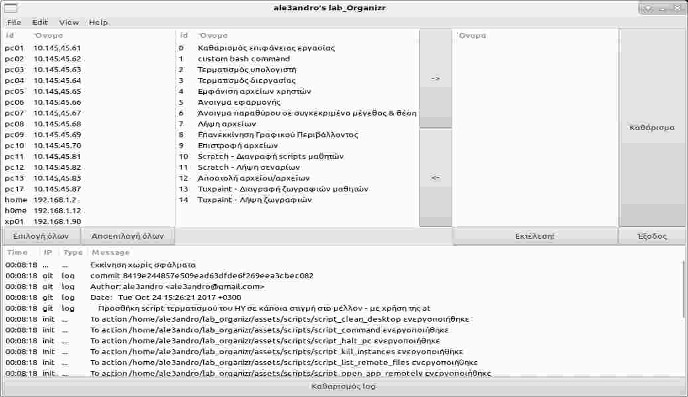 ale3andro's lab_Organizr
File Edit View Help
id Όνομα
pc01 10.145.45.61
pc02 10.145.45.62
pc03 10.145.45.63
pc04 10.145.45.64
pc05 10.145.45.65
pc06 10.145.45.66
pc07 10.145.45.67
pc08 10.145.45.68
pc09 10.145.45.69
pc10 10.145.45.70
pc11 10.145.45.81
pc12 10.145.45.82
pc13 10.145.45.85
pc17 10.145.45.87
home 192.168.1.2
h0me 192.168.1.12
xp01 192.168.1.90
id Όνομα
0 Καθαρισμός επιφάνειας εργασίας
1 custom bash command
2 Τερματισμός υπολογιστή
3 Τερματισμός διεργασίας
4 Εμφάνιση αρχείων χρηστών
5 Άνοιγμα εφαρμογής
6 Άνοιγμα παραθύρου σε συγκεκριμένο μέγεθος & θέση
7 Λήψη αρχείων
8 Επανεκκίνηση Γραφικού Περιβάλλοντος
9 Επιστροφή αρχείων
10 Scratch - Διαγραφή scripts μαθητών
11 Scratch - Λήψη σεναρίων
12 Αποστολή αρχείου/αρχείων
13 Tuxpaint - Διαγραφή ζωγραφιών μαθητών
14 Tuxpaint - Λήψη ζωγραφιών
->
<-
Όνομα
Καθάρισμα
Επιλογή όλων Αποεπιλογή όλων Εκτέλεση! Έξοδος
Time IP Type Message
00:08:18 ... ... Εκκίνηση χωρίς σφάλματα
00:08:18 git log commit 8419e244857e509ead63dfde6f269eea3cbec082
00:08:18 git log Author: ale3andro <ale3andro@gmail.com>
00:08:18 git log Date: Tue Oct 24 15:26:21 2017 +0300
00:08:18 git log Προσθήκη script τερματισμού του ΗΥ σε κάποια στιγμή στο μέλλον - με χρήση της at
00:08:18 init ... Το action /home/ale3andro/lab_organizr/assets/scripts/script_clean_desktop ενεργοποιήθηκε
00:08:18 init ... Το action /home/ale3andro/lab_organizr/assets/scripts/script_command ενεργοποιήθηκε
00:08:18 init ... Το action /home/ale3andro/lab_organizr/assets/scripts/script_halt_pc ενεργοποιήθηκε
00:08:18 init ... Το action /home/ale3andro/lab_organizr/assets/scripts/script_kill_instances ενεργοποιήθηκε
00:08:18 init ... Το action /home/ale3andro/lab_organizr/assets/scripts/script_list_remote_files ενεργοποιήθηκε
00:08:18 init ... Το action /home/ale3andro/lab_organizr/assets/scripts/script_open_app_remotely ενεργοποιήθηκε
Καθαρισμός log